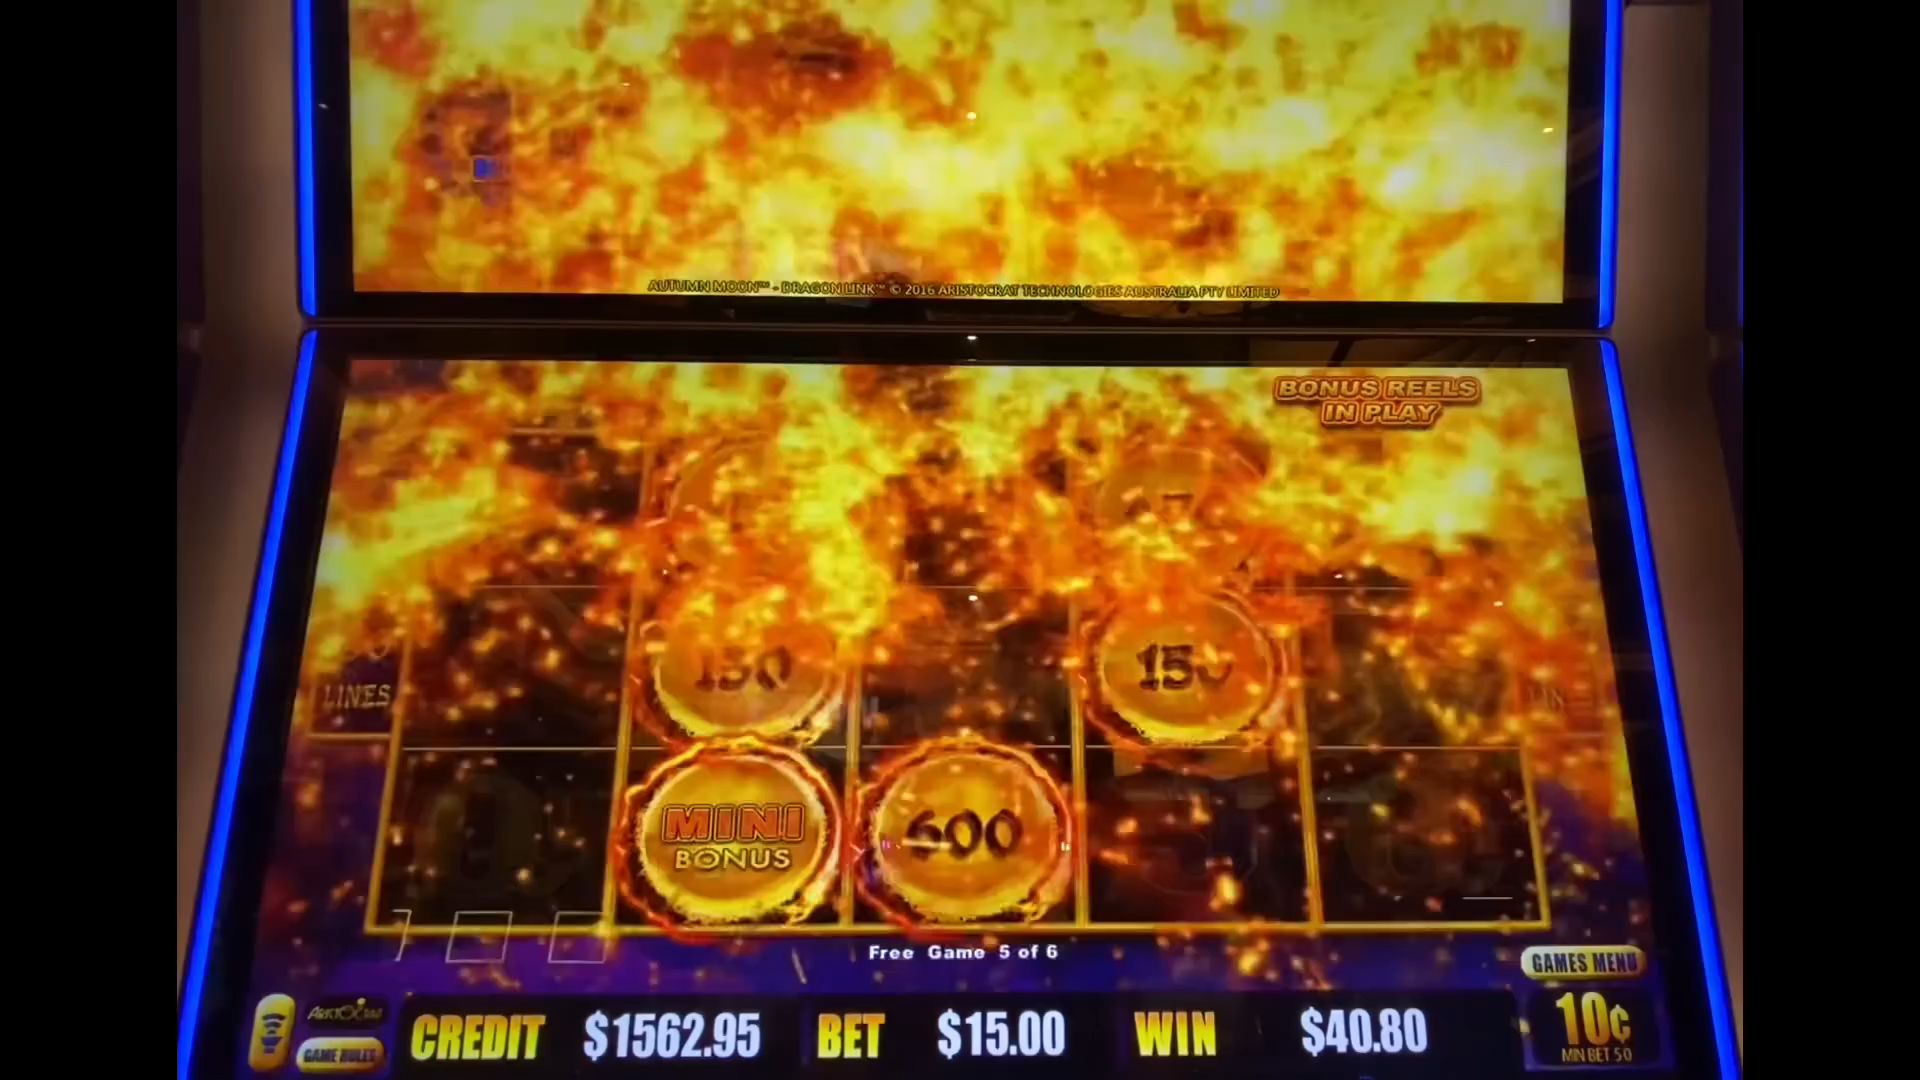 AUTUMN MOON™ - DRAGON LINK™ © 2016 ARISTOCRAT TECHNOLOGIES AUSTRALIA PTY LIMITED
BONUS REELS
IN PLAY
150
150
LINES
MINI
BONUS
600
Free Game 5 of 6
GAMES MENU
ARISTOCRAT
GAME RULES
CREDIT $1562.95 BET $15.00 WIN $40.80
10¢
MIN BET 50